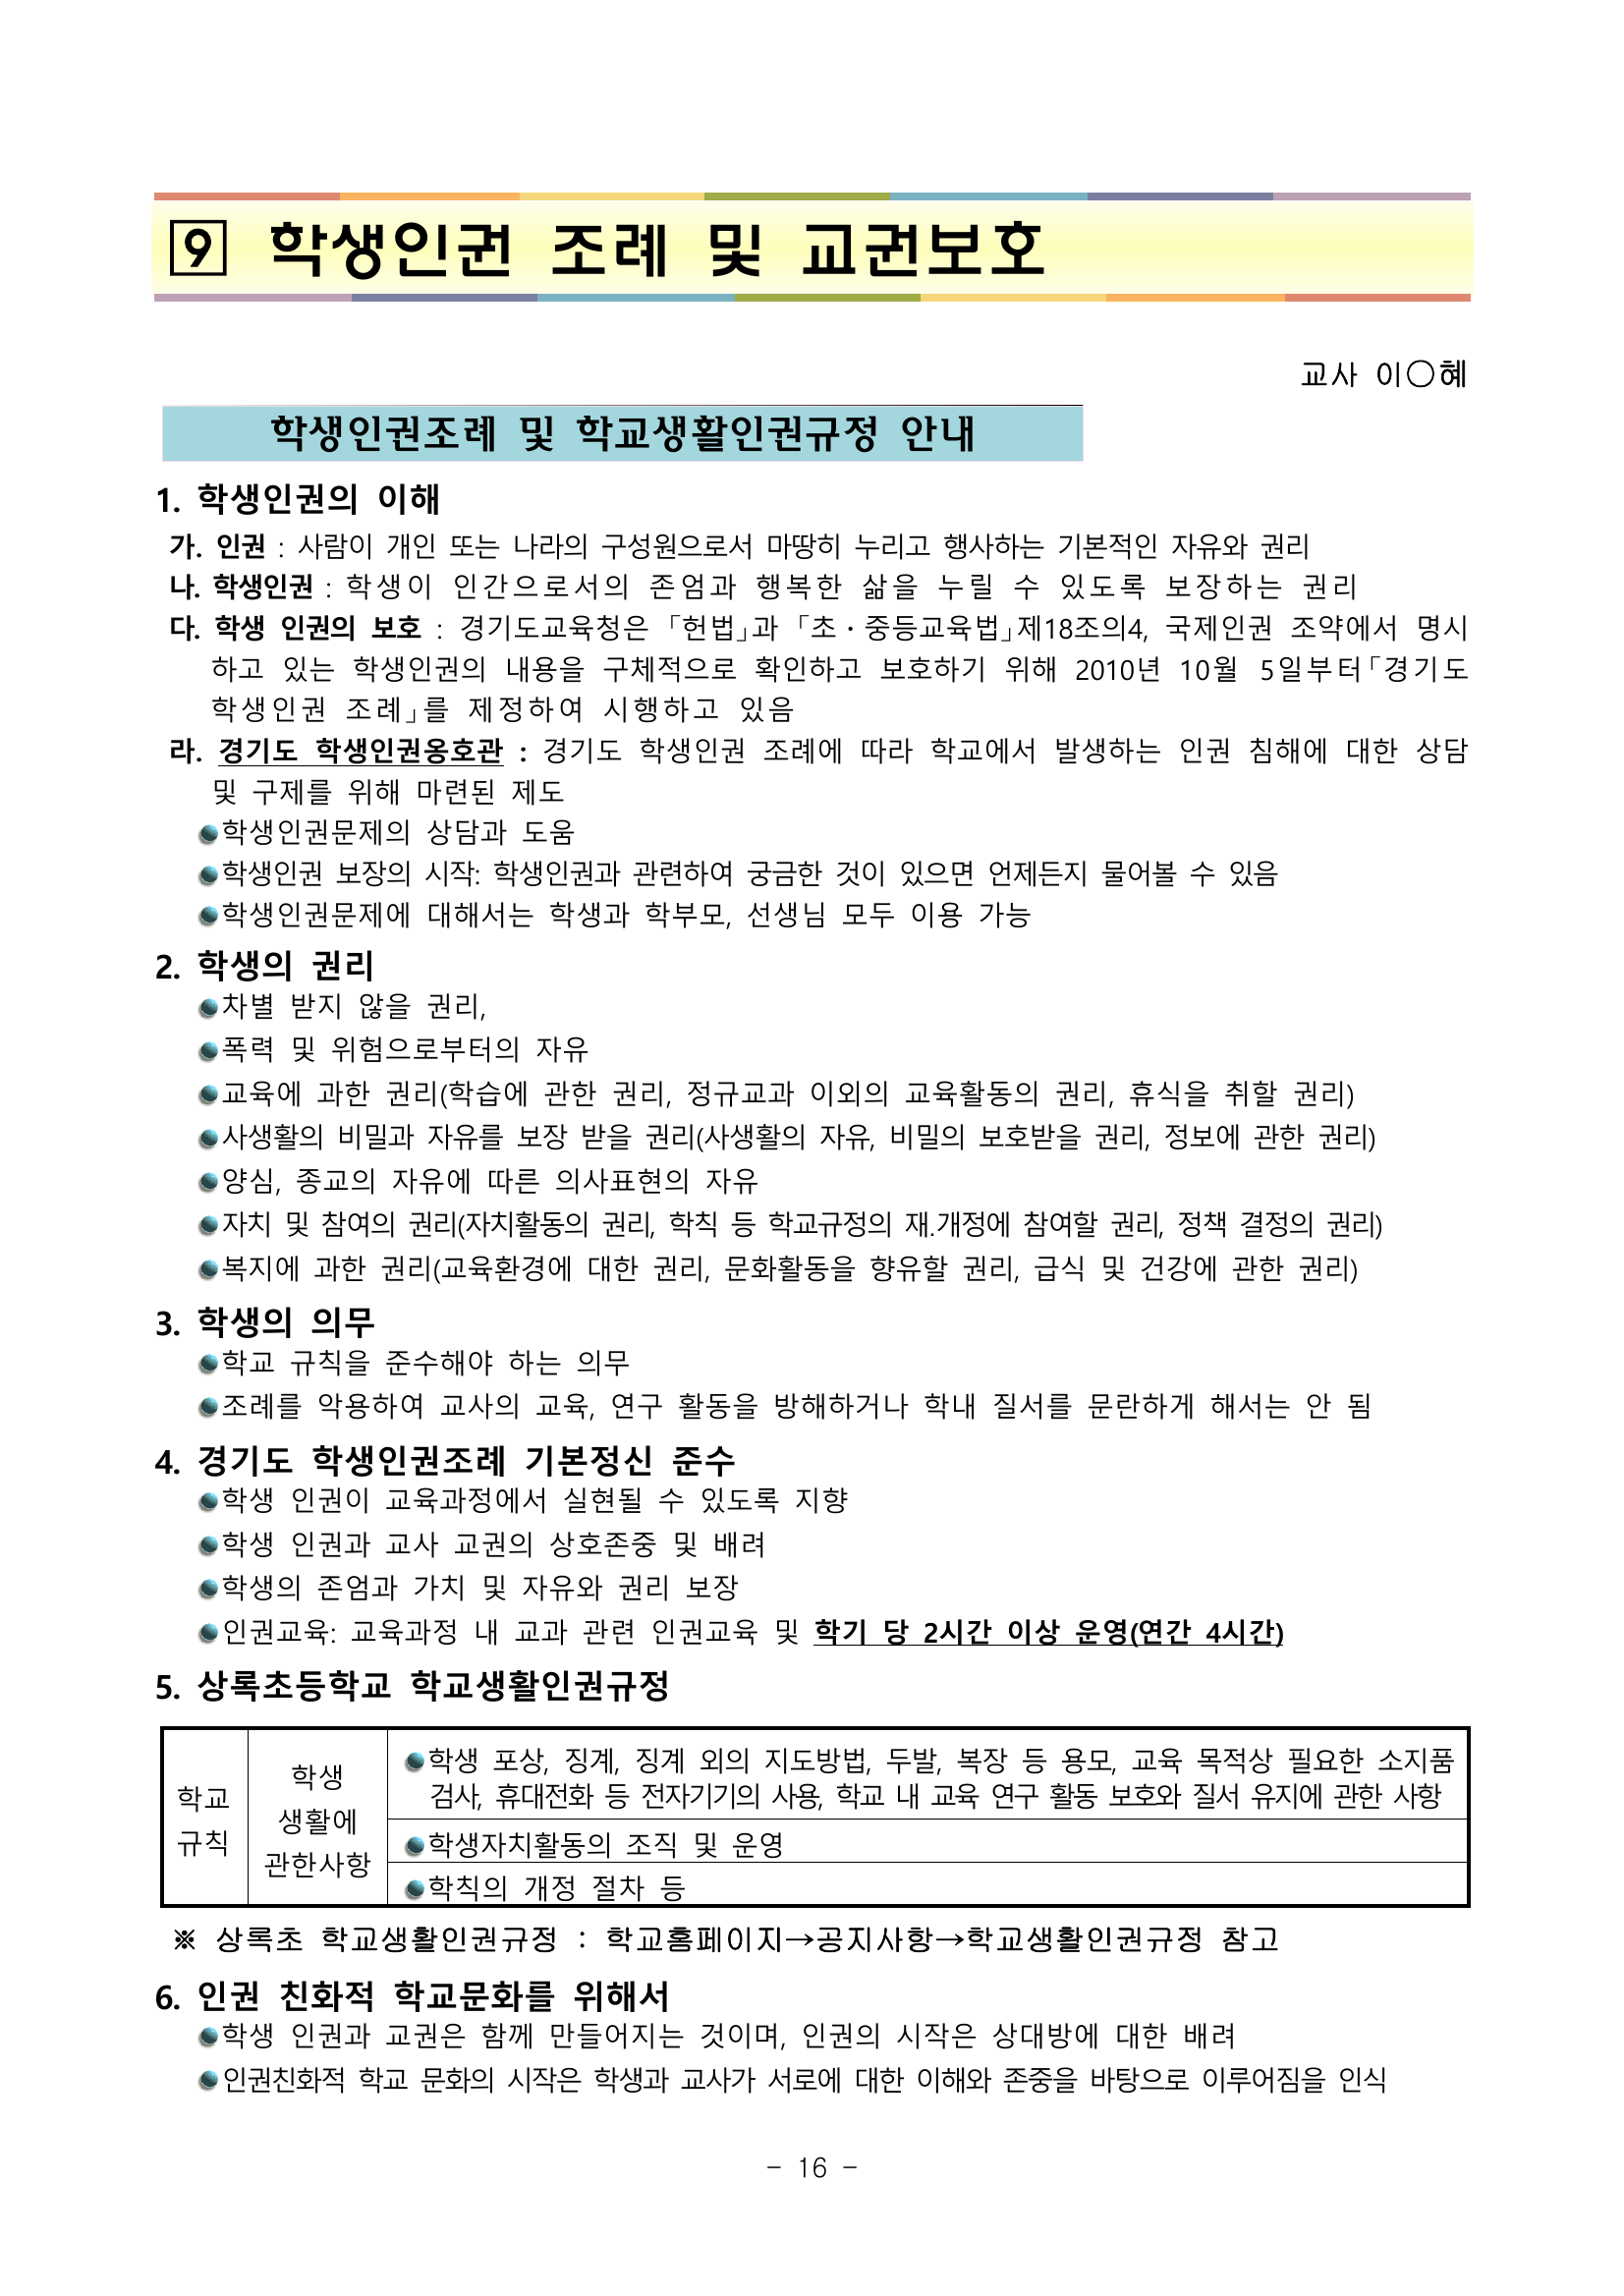 9 학생인권 조례 및 교권보호
교사 이○혜
학생인권조례 및 학교생활인권규정 안내
1. 학생인권의 이해
가. 인권 : 사람이 개인 또는 나라의 구성원으로서 마땅히 누리고 행사하는 기본적인 자유와 권리
나. 학생인권 : 학생이 인간으로서의 존엄과 행복한 삶을 누릴 수 있도록 보장하는 권리
다. 학생 인권의 보호 : 경기도교육청은 「헌법」과 「초・중등교육법」제18조의4, 국제인권 조약에서 명시
하고 있는 학생인권의 내용을 구체적으로 확인하고 보호하기 위해 2010년 10월 5일부터「경기도
학생인권 조례」를 제정하여 시행하고 있음
라. 경기도 학생인권옹호관 : 경기도 학생인권 조례에 따라 학교에서 발생하는 인권 침해에 대한 상담
및 구제를 위해 마련된 제도
●학생인권문제의 상담과 도움
●학생인권 보장의 시작: 학생인권과 관련하여 궁금한 것이 있으면 언제든지 물어볼 수 있음
●학생인권문제에 대해서는 학생과 학부모, 선생님 모두 이용 가능
2. 학생의 권리
●차별 받지 않을 권리,
●폭력 및 위험으로부터의 자유
●교육에 과한 권리(학습에 관한 권리, 정규교과 이외의 교육활동의 권리, 휴식을 취할 권리)
●사생활의 비밀과 자유를 보장 받을 권리(사생활의 자유, 비밀의 보호받을 권리, 정보에 관한 권리)
●양심, 종교의 자유에 따른 의사표현의 자유
●자치 및 참여의 권리(자치활동의 권리, 학칙 등 학교규정의 재.개정에 참여할 권리, 정책 결정의 권리)
●복지에 과한 권리(교육환경에 대한 권리, 문화활동을 향유할 권리, 급식 및 건강에 관한 권리)
3. 학생의 의무
●학교 규칙을 준수해야 하는 의무
●조례를 악용하여 교사의 교육, 연구 활동을 방해하거나 학내 질서를 문란하게 해서는 안 됨
4. 경기도 학생인권조례 기본정신 준수
●학생 인권이 교육과정에서 실현될 수 있도록 지향
●학생 인권과 교사 교권의 상호존중 및 배려
●학생의 존엄과 가치 및 자유와 권리 보장
●인권교육: 교육과정 내 교과 관련 인권교육 및 학기 당 2시간 이상 운영(연간 4시간)
5. 상록초등학교 학교생활인권규정
학교
규칙
학생
생활에
관한사항
●학생 포상, 징계, 징계 외의 지도방법, 두발, 복장 등 용모, 교육 목적상 필요한 소지품
검사, 휴대전화 등 전자기기의 사용, 학교 내 교육 연구 활동 보호와 질서 유지에 관한 사항
●학생자치활동의 조직 및 운영
●학칙의 개정 절차 등
※ 상록초 학교생활인권규정 : 학교홈페이지→공지사항→학교생활인권규정 참고
6. 인권 친화적 학교문화를 위해서
●학생 인권과 교권은 함께 만들어지는 것이며, 인권의 시작은 상대방에 대한 배려
●인권친화적 학교 문화의 시작은 학생과 교사가 서로에 대한 이해와 존중을 바탕으로 이루어짐을 인식
- 16 -